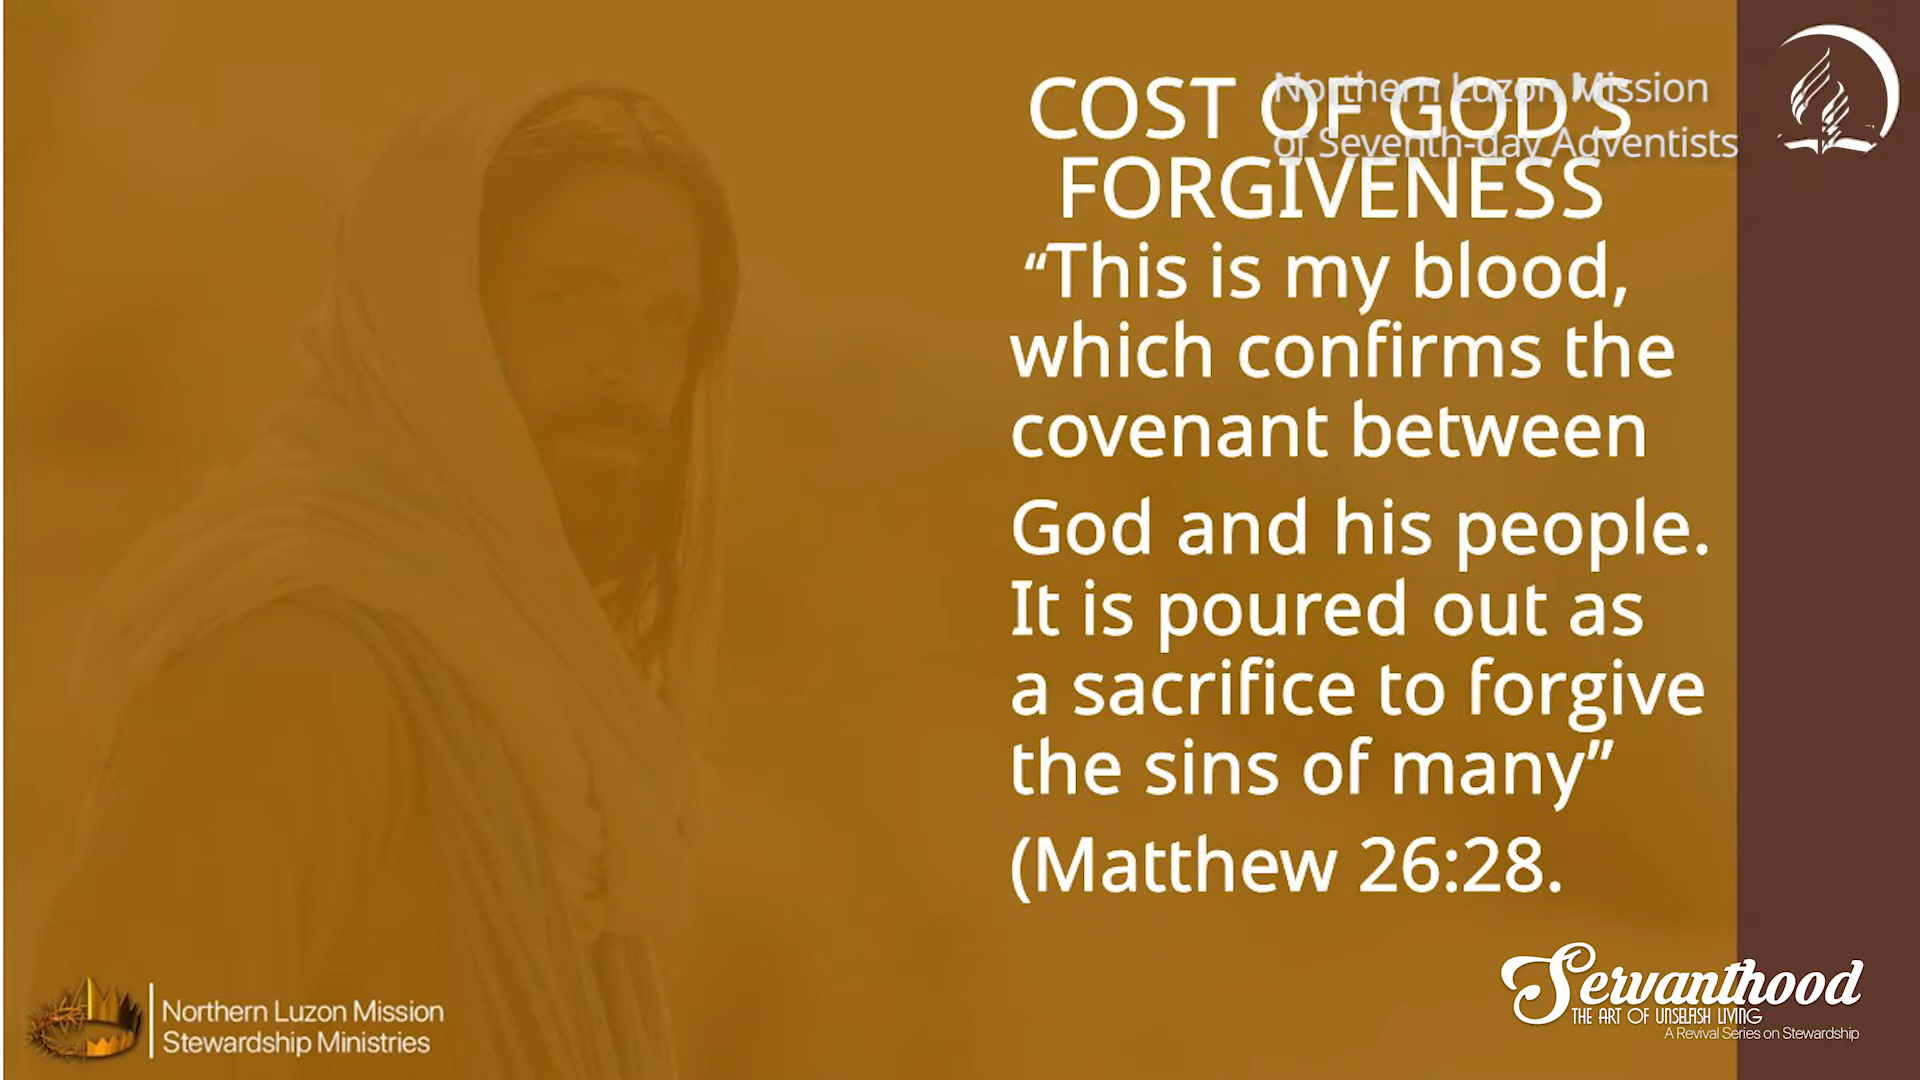 Northern Luzon Mission
of Seventh-day Adventists
COST OF GOD'S
FORGIVENESS
“This is my blood,
which confirms the
covenant between
God and his people.
It is poured out as
a sacrifice to forgive
the sins of many”
(Matthew 26:28.
Northern Luzon Mission
Stewardship Ministries
Servanthood
THE ART OF UNSELFISH LIVING
A Revival Series on Stewardship